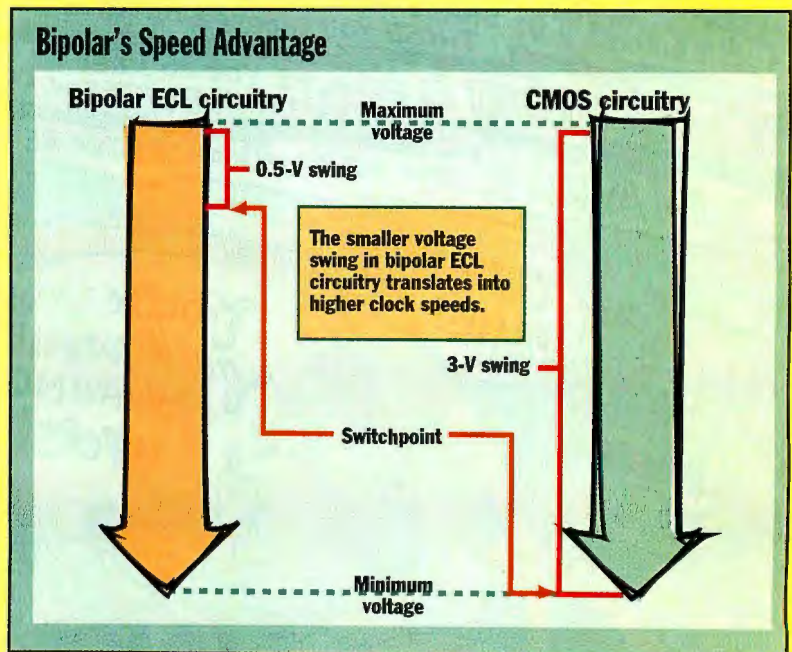 Bipolar's Speed Advantage
Bipolar ECL circuitry
Maximum
voltage
CMOS circuitry
0.5-V swing
The smaller voltage
swing in bipolar ECL
circuitry translates into
higher clock speeds.
3-V swing
Switchpoint
Minimum
voltage